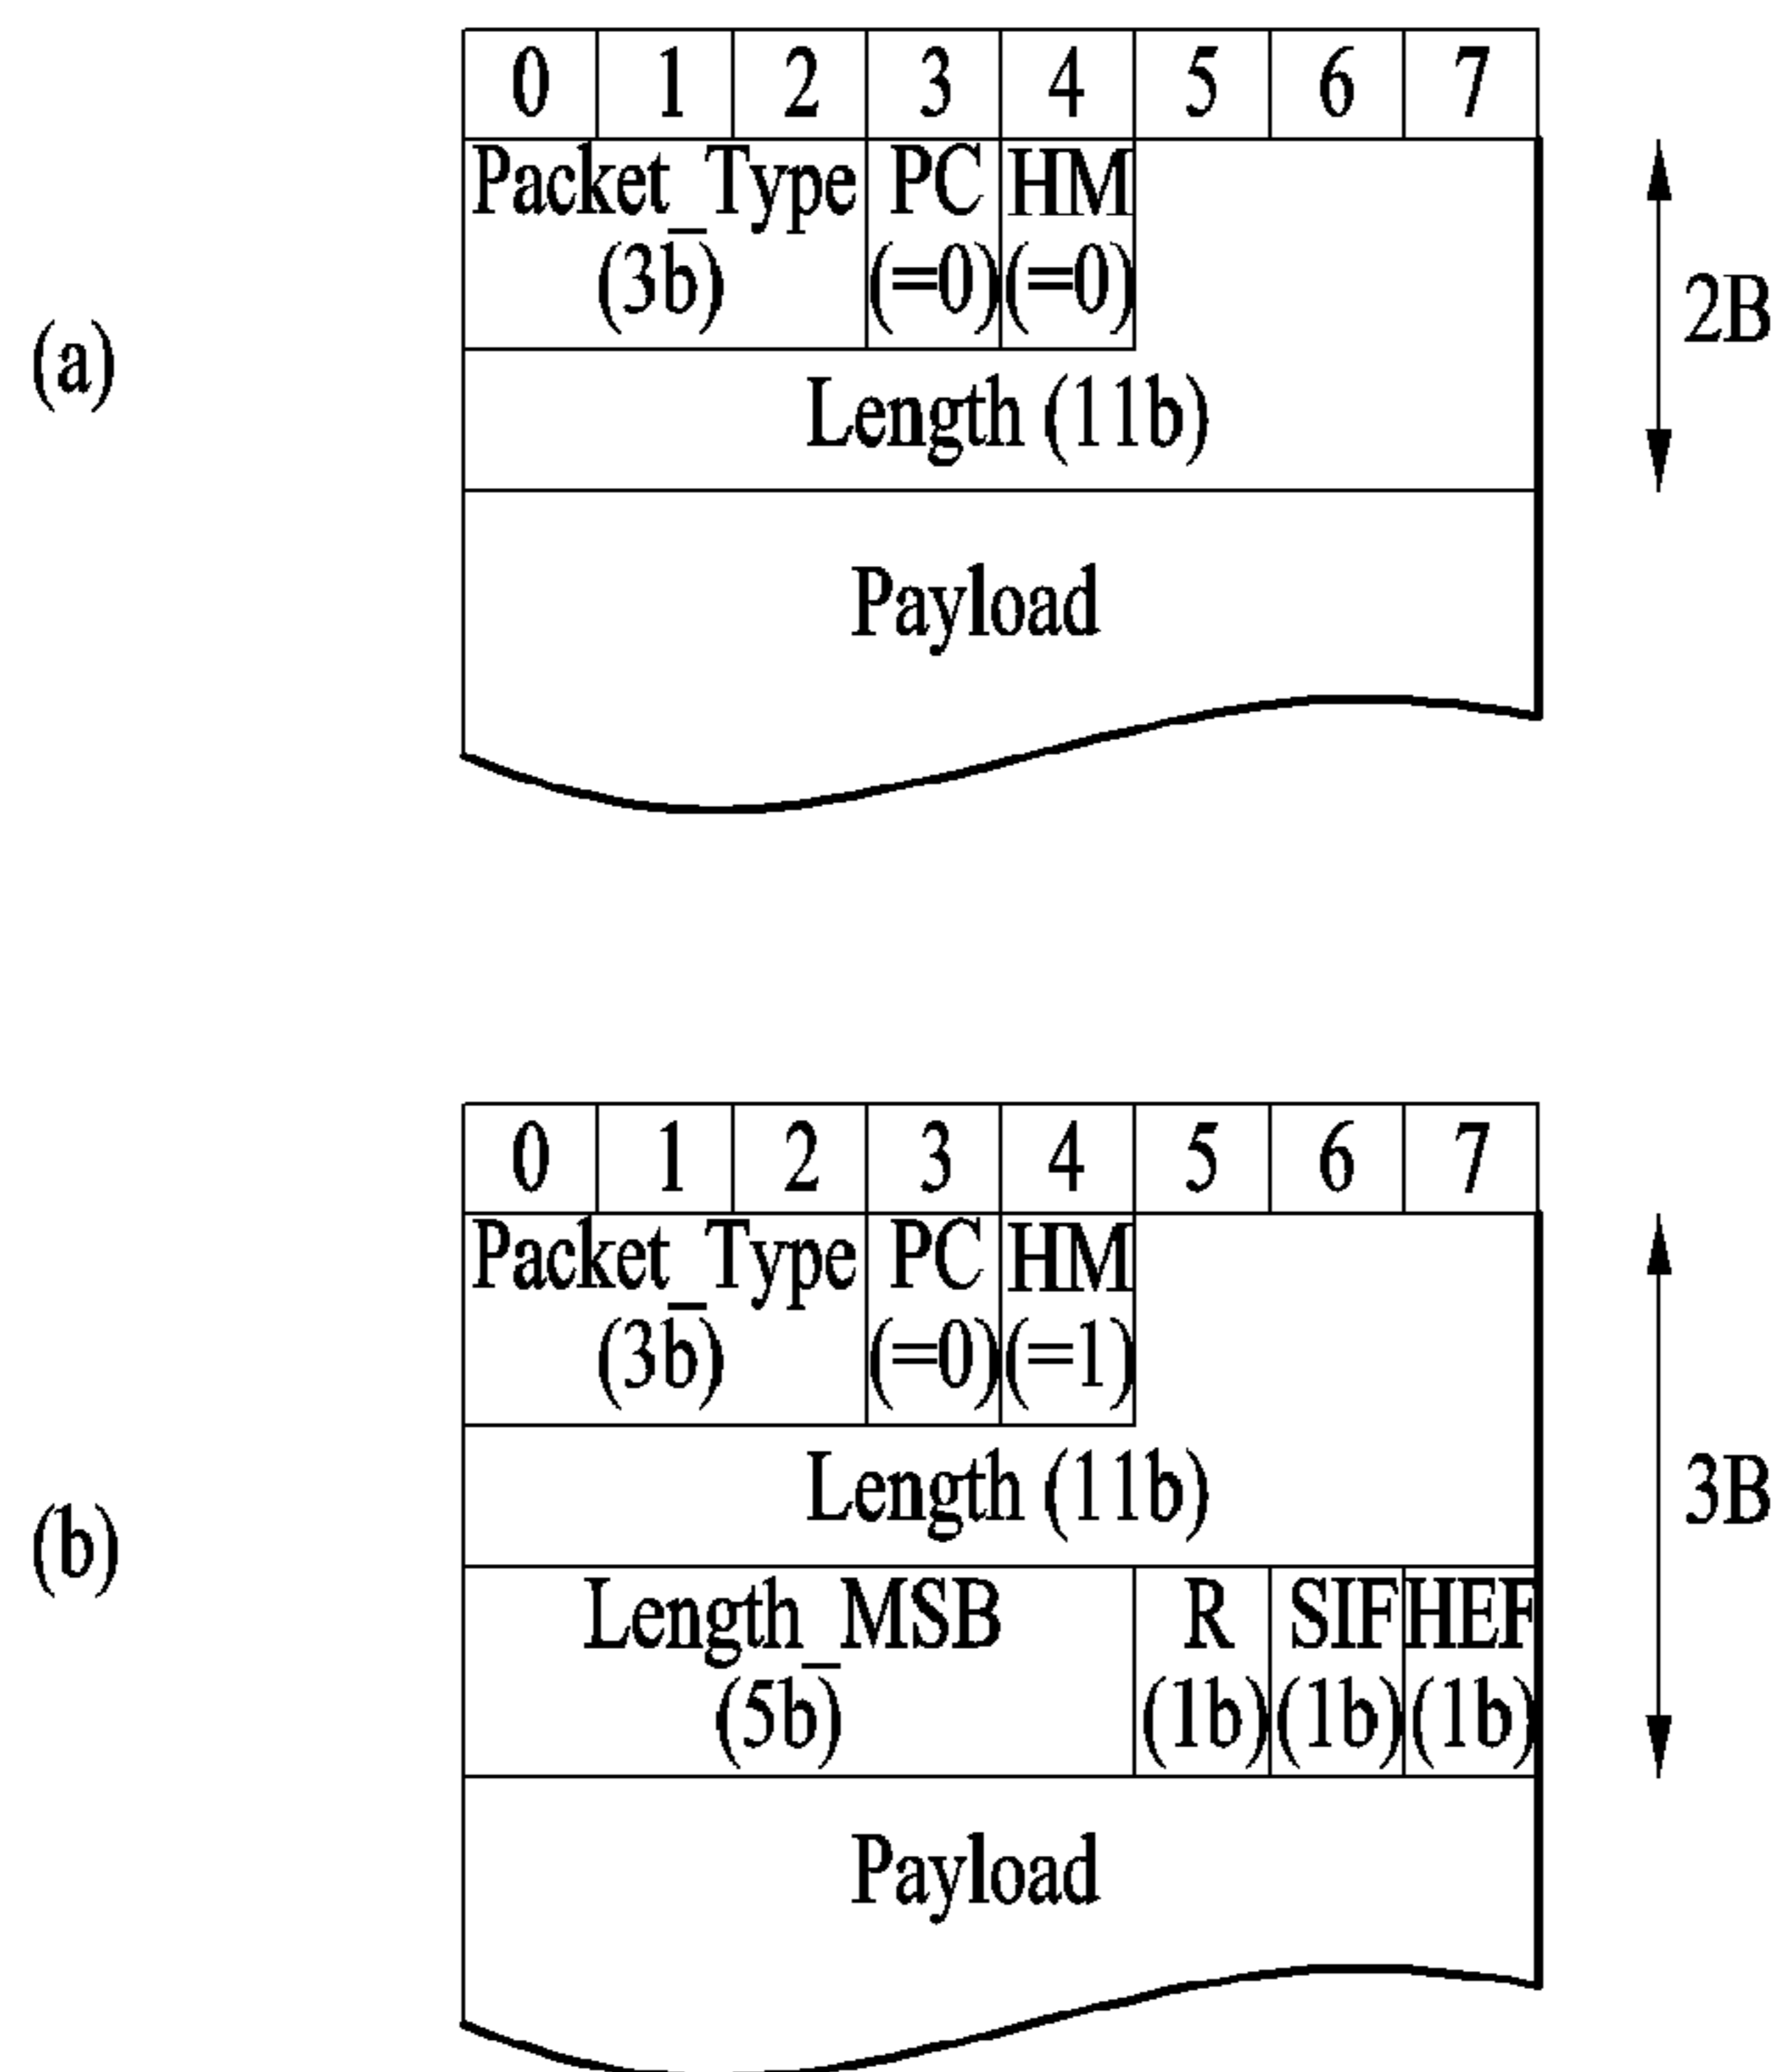 0 1 2 3 4 5 6 7
Packet_Type PC HM
(3b) (=0) (=0)
2B
(a)
Length (11b)
Payload
0 1 2 3 4 5 6 7
Packet_Type PC HM
(3b) (=0) (=1)
Length (11b)
3B
(b)
Length_MSB R SIF HEF
(5b) (1b) (1b) (1b)
Payload